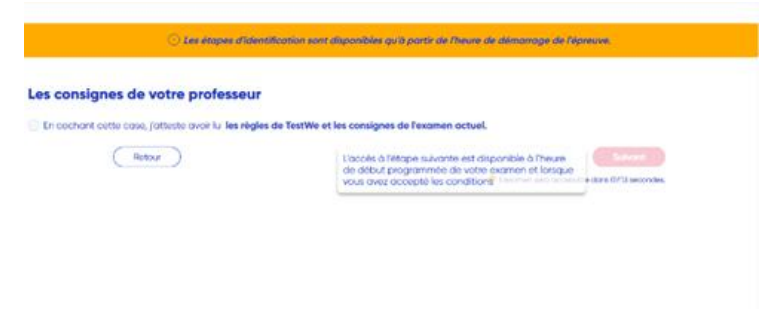 Les étapes d'identification sont disponibles qu'à partir de l'heure de démarrage de l'épreuve.
Les consignes de votre professeur
En cochant cette case, j'atteste avoir lu les règles de TestWe et les consignes de l'examen actuel.
Retour
L'accès à l'étape suivante est disponible à l'heure
de début programmée de votre examen et lorsque
vous avez accepté les conditions
Suivant
dans secondes.